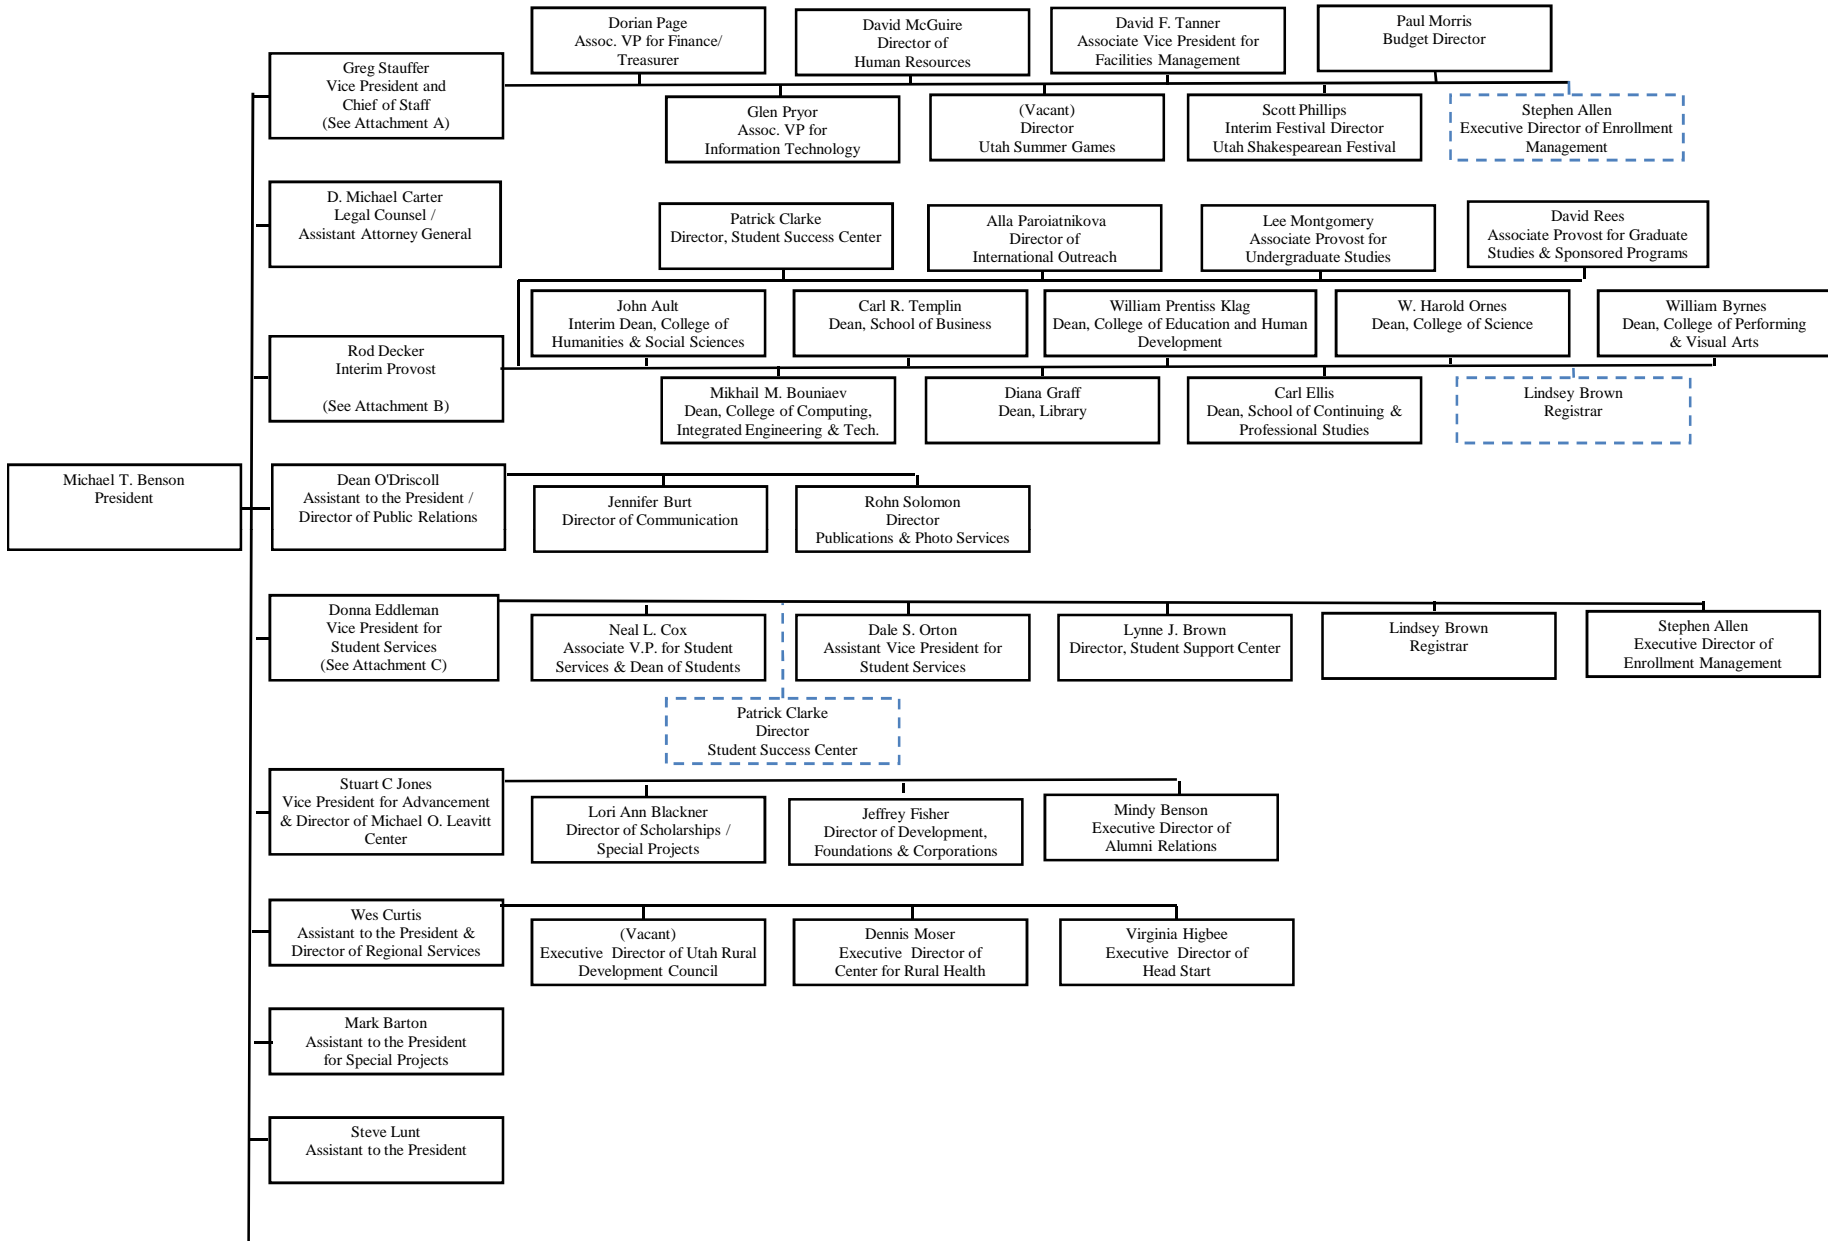 Dorian Page
Assoc. VP for Finance/
Treasurer
David McGuire
Director of
Human Resources
David F. Tanner
Associate Vice President for
Facilities Management
Paul Morris
Budget Director
Greg Stauffer
Vice President and
Chief of Staff
(See Attachment A)
Glen Pryor
Assoc. VP for
Information Technology
(Vacant)
Director
Utah Summer Games
Scott Phillips
Interim Festival Director
Utah Shakespearean Festival
Stephen Allen
Executive Director of Enrollment
Management
D. Michael Carter
Legal Counsel /
Assistant Attorney General
Patrick Clarke
Director, Student Success Center
Alla Paroiatnikova
Director of
International Outreach
Lee Montgomery
Associate Provost for
Undergraduate Studies
David Rees
Associate Provost for Graduate
Studies & Sponsored Programs
John Ault
Interim Dean, College of
Humanities & Social Sciences
Carl R. Templin
Dean, School of Business
William Prentiss Klag
Dean, College of Education and Human
Development
W. Harold Ornes
Dean, College of Science
William Byrnes
Dean, College of Performing
& Visual Arts
Rod Decker
Interim Provost
(See Attachment B)
Mikhail M. Bouniaev
Dean, College of Computing,
Integrated Engineering & Tech.
Diana Graff
Dean, Library
Carl Ellis
Dean, School of Continuing &
Professional Studies
Lindsey Brown
Registrar
Michael T. Benson
President
Dean O'Driscoll
Assistant to the President /
Director of Public Relations
Jennifer Burt
Director of Communication
Rohn Solomon
Director
Publications & Photo Services
Donna Eddleman
Vice President for
Student Services
(See Attachment C)
Neal L. Cox
Associate V.P. for Student
Services & Dean of Students
Dale S. Orton
Assistant Vice President for
Student Services
Lynne J. Brown
Director, Student Support Center
Lindsey Brown
Registrar
Stephen Allen
Executive Director of
Enrollment Management
Patrick Clarke
Director
Student Success Center
Stuart C Jones
Vice President for Advancement
& Director of Michael O. Leavitt
Center
Lori Ann Blackner
Director of Scholarships /
Special Projects
Jeffrey Fisher
Director of Development,
Foundations & Corporations
Mindy Benson
Executive Director of
Alumni Relations
Wes Curtis
Assistant to the President &
Director of Regional Services
(Vacant)
Executive  Director of Utah Rural
Development Council
Dennis Moser
Executive  Director of
Center for Rural Health
Virginia Higbee
Executive  Director of
Head Start
Mark Barton
Assistant to the President
for Special Projects
Steve Lunt
Assistant to the President